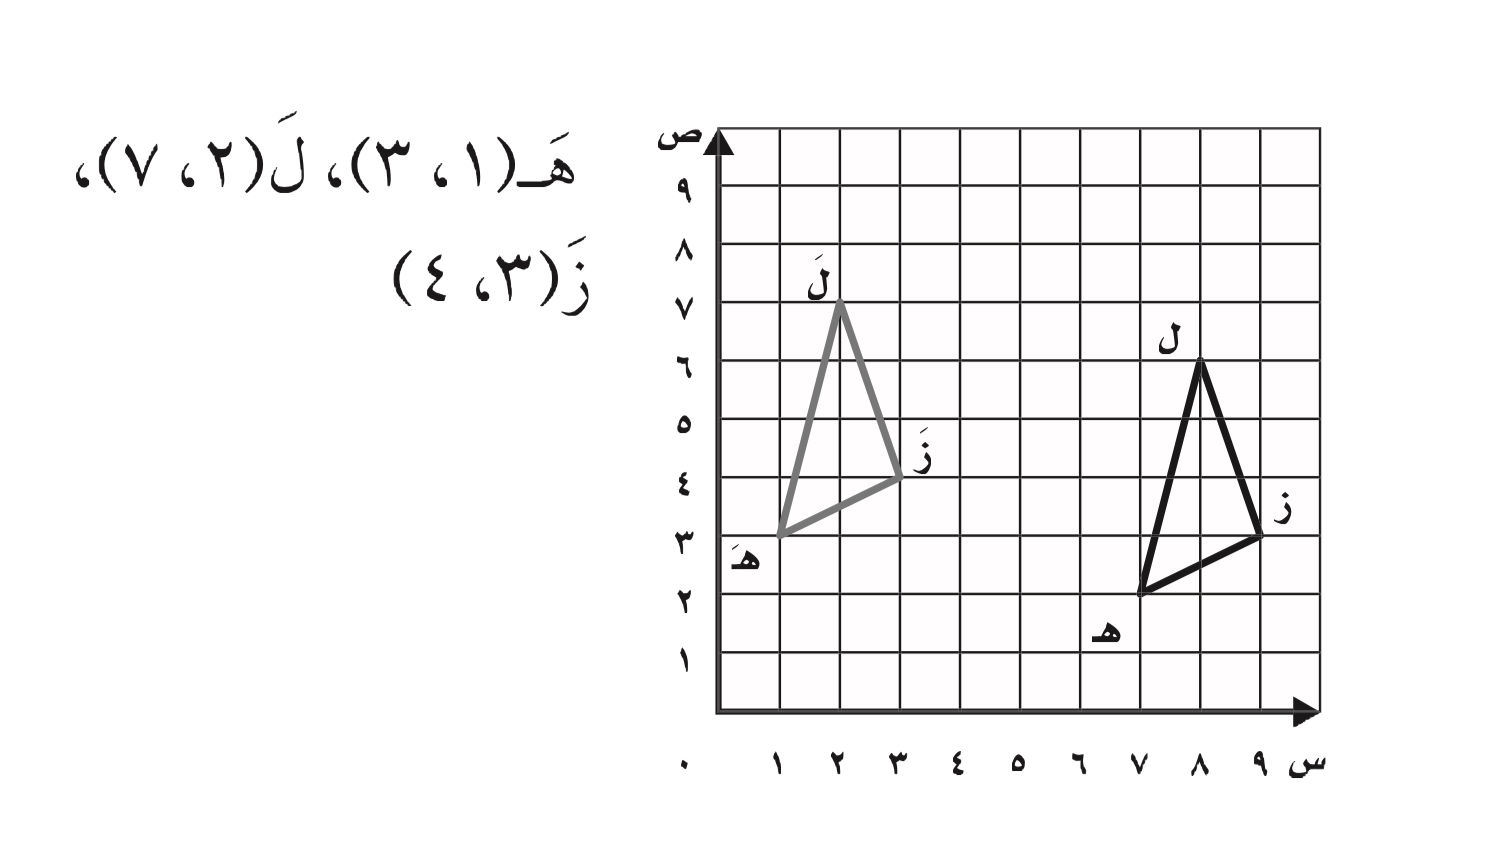 هَـ(١، ٣)، لَ(٢، ٧)،
زَ(٣، ٤)
ص
٩
٨
٧
٦
٥
٤
٣
٢
١
لَ
زَ
هَـ
ل
ز
هـ
٠ ١ ٢ ٣ ٤ ٥ ٦ ٧ ٨ ٩ س